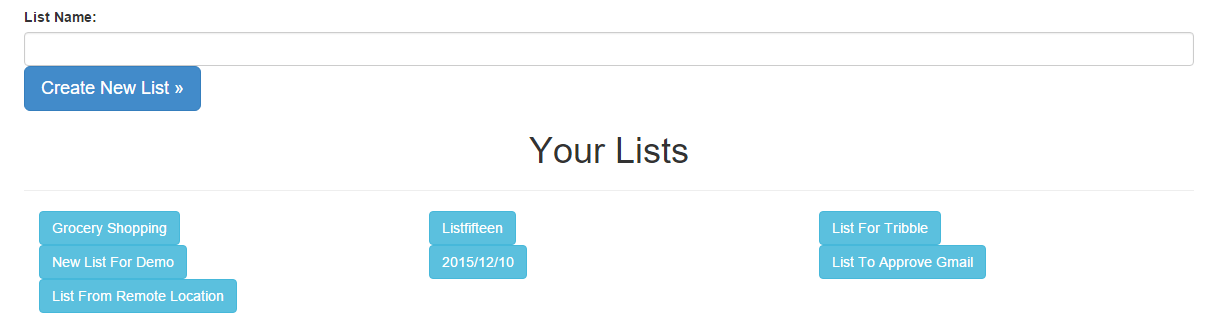 List Name:
Create New List »
Your Lists
Grocery Shopping
Listfifteen
List For Tribble
New List For Demo
2015/12/10
List To Approve Gmail
List From Remote Location